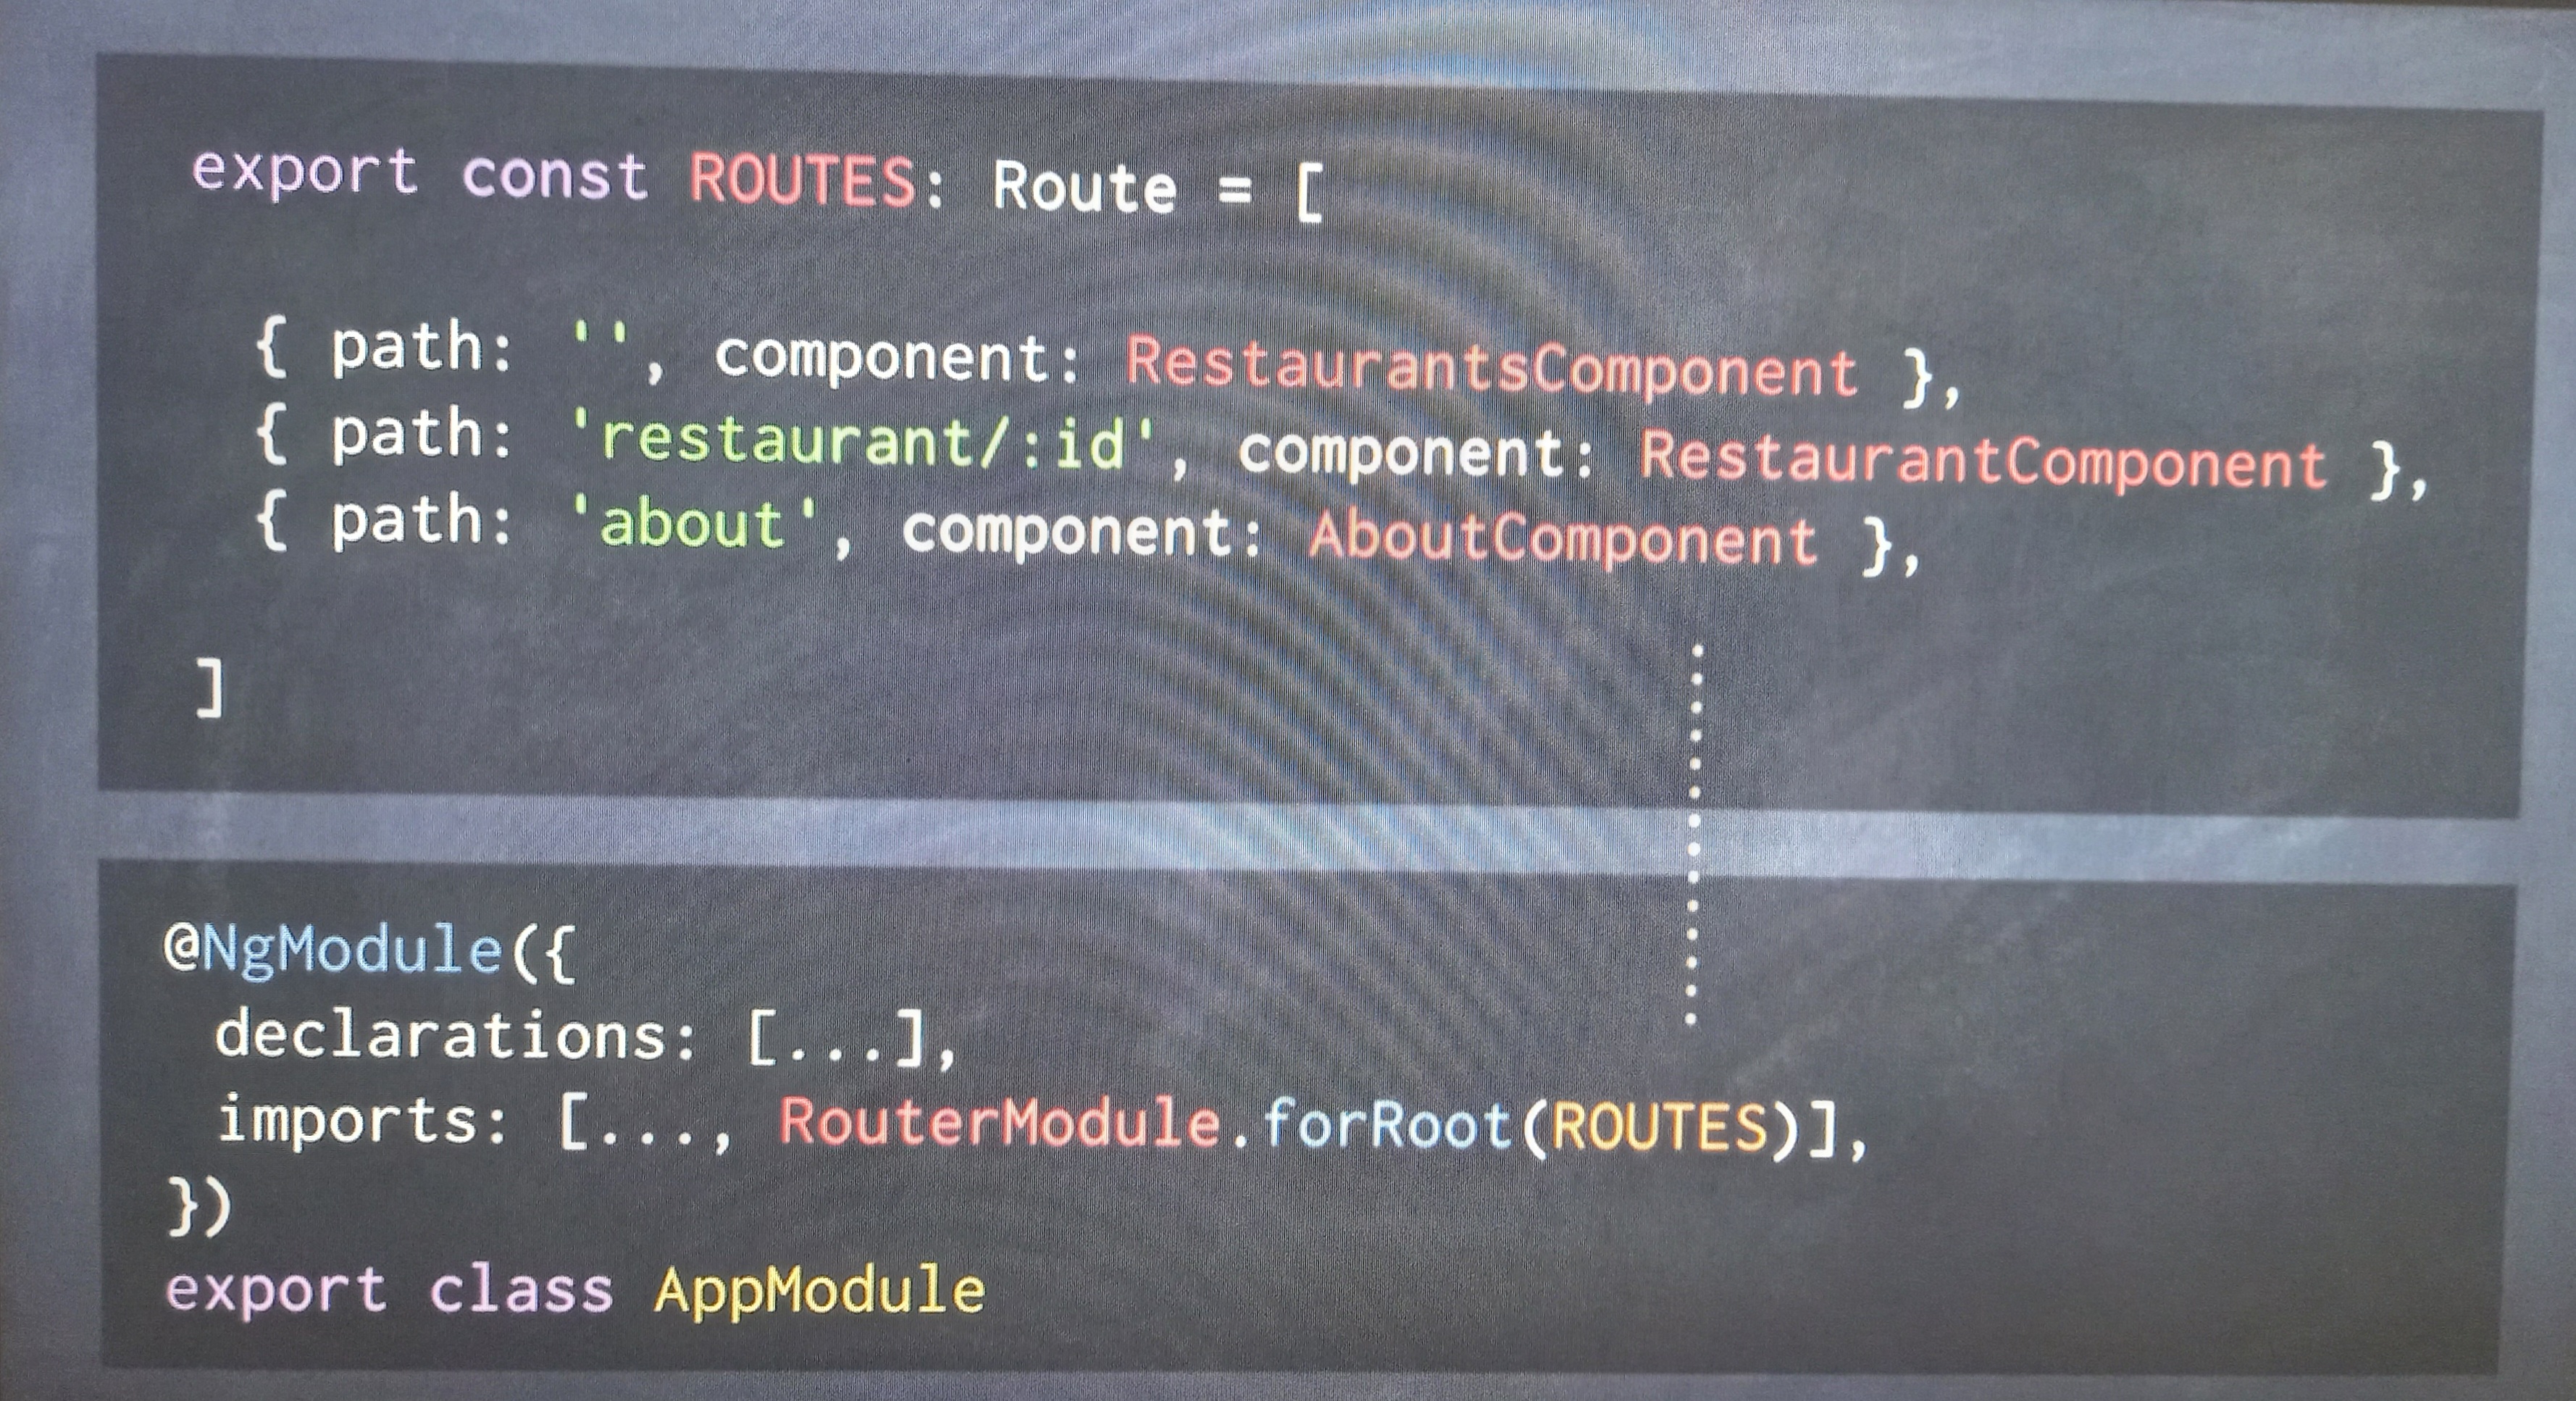 export const ROUTES: Route = [
{ path: '', component: RestaurantsComponent },
{ path: 'restaurant/:id', component: RestaurantComponent },
{ path: 'about', component: AboutComponent },
]
@NgModule({
declarations: [...],
imports: [..., RouterModule.forRoot(ROUTES)],
})
export class AppModule